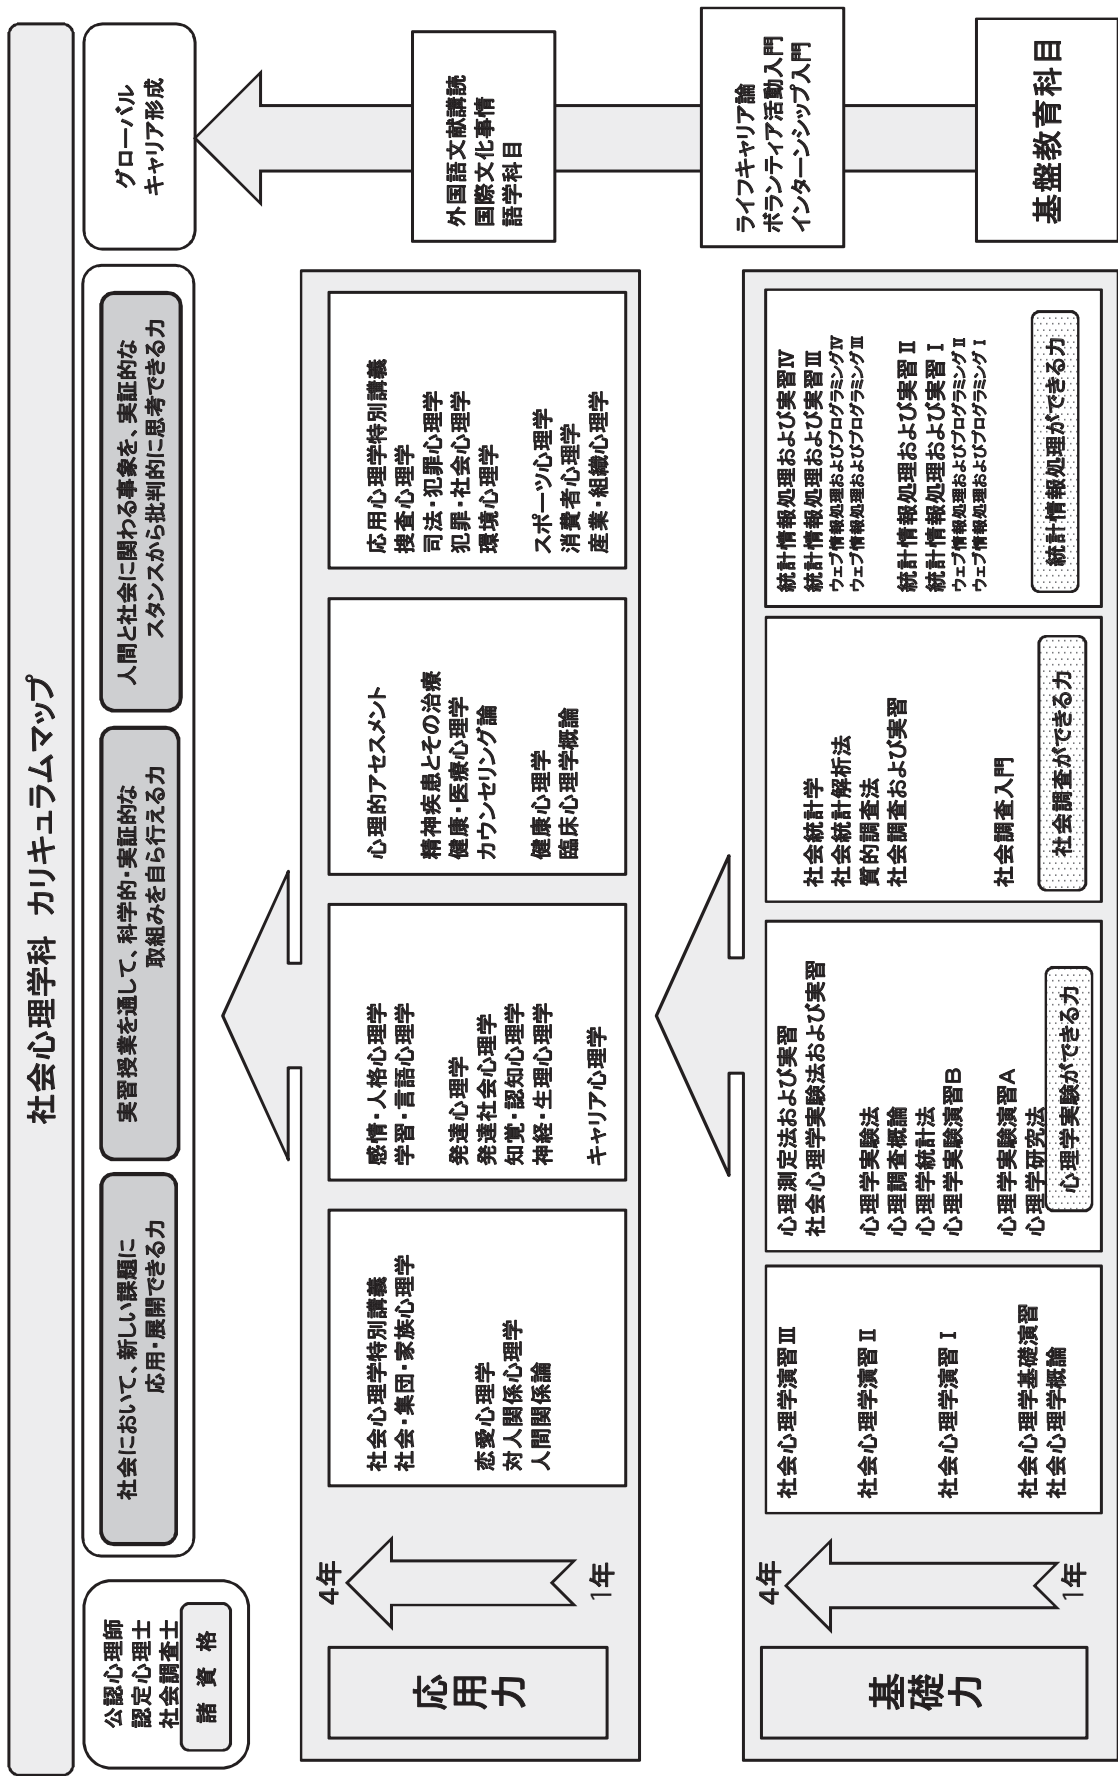 社会心理学科 カリキュラムマップ
公認心理師
認定心理士
社会調査士
諸 資 格
社会において、新しい課題に
応用・展開できる力
実習授業を通して、科学的・実証的な
取組みを自ら行える力
人間と社会に関わる事象を、実証的な
スタンスから批判的に思考できる力
グローバル
キャリア形成
応用力
4年
1年
社会心理学特別講義
社会・集団・家族心理学
恋愛心理学
対人関係心理学
人間関係論
感情・人格心理学
学習・言語心理学
発達心理学
発達社会心理学
知覚・認知心理学
神経・生理心理学
キャリア心理学
心理的アセスメント
精神疾患とその治療
健康・医療心理学
カウンセリング論
健康心理学
臨床心理学概論
応用心理学特別講義
捜査心理学
司法・犯罪心理学
犯罪・社会心理学
環境心理学
スポーツ心理学
消費者心理学
産業・組織心理学
外国語文献講読
国際文化事情
語学科目
ライフキャリア論
ボランティア活動入門
インターンシップ入門
基礎力
4年
1年
社会心理学演習Ⅲ
社会心理学演習Ⅱ
社会心理学演習Ⅰ
社会心理学基礎演習
社会心理学概論
心理測定法および実習
社会心理学実験法および実習
心理学実験法
心理調査概論
心理学統計法
心理学実験演習B
心理学実験演習A
心理学研究法
心理学実験ができる力
社会統計学
社会統計解析法
質的調査法
社会調査および実習
社会調査入門
社会調査ができる力
統計情報処理および実習Ⅳ
統計情報処理および実習Ⅲ
ウェブ情報処理およびプログラミングⅣ
ウェブ情報処理およびプログラミングⅢ
統計情報処理および実習Ⅱ
統計情報処理および実習Ⅰ
ウェブ情報処理およびプログラミングⅡ
ウェブ情報処理およびプログラミングⅠ
統計情報処理ができる力
基盤教育科目